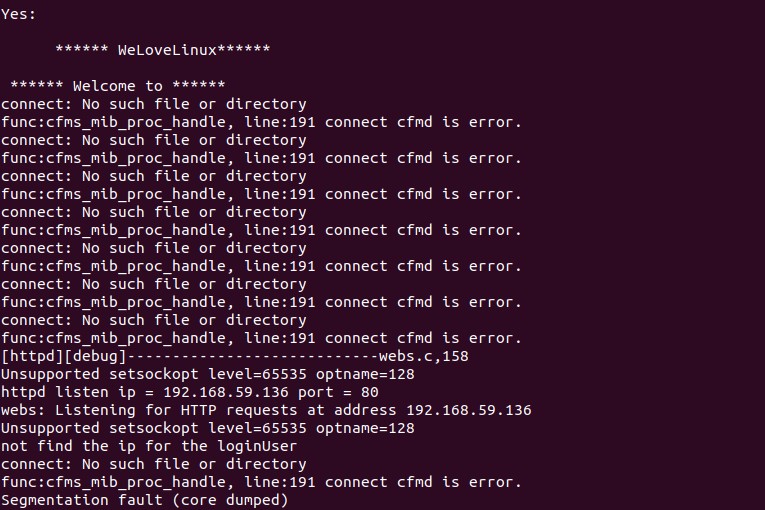 Yes:
****** WeLoveLinux******
****** Welcome to ******
connect: No such file or directory
func:cfms_mib_proc_handle, line:191 connect cfmd is error.
connect: No such file or directory
func:cfms_mib_proc_handle, line:191 connect cfmd is error.
connect: No such file or directory
func:cfms_mib_proc_handle, line:191 connect cfmd is error.
connect: No such file or directory
func:cfms_mib_proc_handle, line:191 connect cfmd is error.
connect: No such file or directory
func:cfms_mib_proc_handle, line:191 connect cfmd is error.
connect: No such file or directory
func:cfms_mib_proc_handle, line:191 connect cfmd is error.
connect: No such file or directory
func:cfms_mib_proc_handle, line:191 connect cfmd is error.
[httpd][debug]----------------------------webs.c,158
Unsupported setsockopt level=65535 optname=128
httpd listen ip = 192.168.59.136 port = 80
webs: Listening for HTTP requests at address 192.168.59.136
Unsupported setsockopt level=65535 optname=128
not find the ip for the loginUser
connect: No such file or directory
func:cfms_mib_proc_handle, line:191 connect cfmd is error.
Segmentation fault (core dumped)